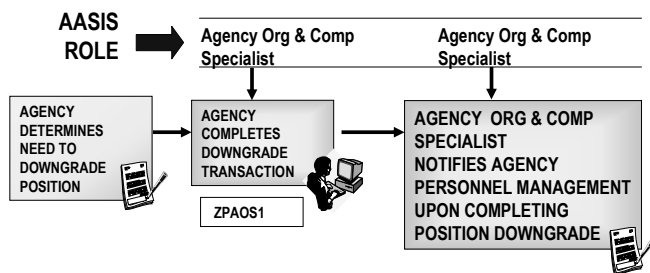 AASIS
ROLE
Agency Org & Comp
Specialist
Agency Org & Comp
Specialist
AGENCY
DETERMINES
NEED TO
DOWNGRADE
POSITION
AGENCY
COMPLETES
DOWNGRADE
TRANSACTION
ZPAOS1
AGENCY ORG & COMP
SPECIALIST
NOTIFIES AGENCY
PERSONNEL MANAGEMENT
UPON COMPLETING
POSITION DOWNGRADE